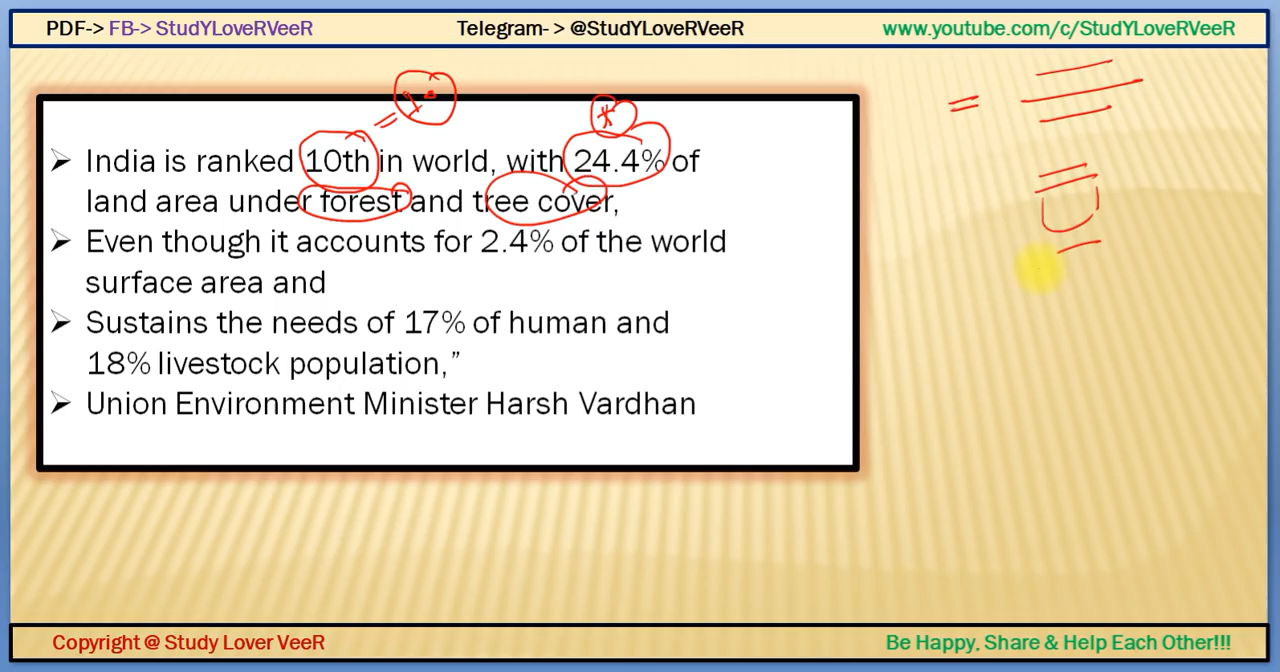 PDF-> FB-> StudYLoveRVeeR Telegram- > @StudYLoveRVeeR www.youtube.com/c/StudYLoveRVeeR
➢ India is ranked 10th in world, with 24.4% of
land area under forest and tree cover,
➢ Even though it accounts for 2.4% of the world
surface area and
➢ Sustains the needs of 17% of human and
18% livestock population,”
➢ Union Environment Minister Harsh Vardhan
Copyright @ Study Lover VeeR Be Happy, Share & Help Each Other!!!